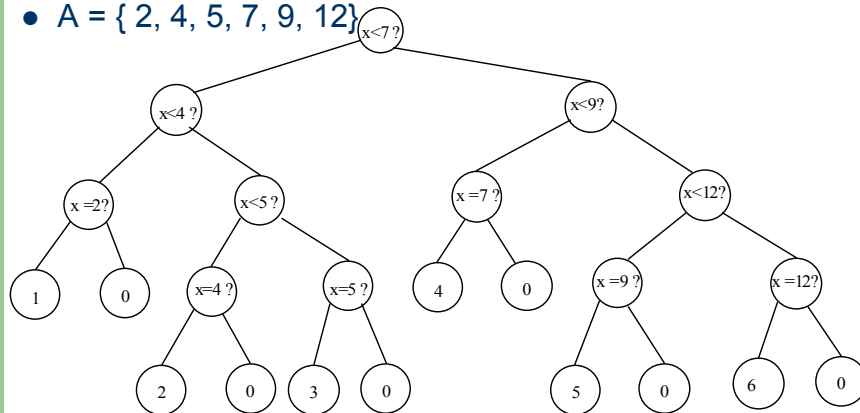 ● A = { 2, 4, 5, 7, 9, 12}
x<7 ?
x<4 ?
x<9?
x =2?
x<5 ?
x =7 ?
x<12?
1
0
x=4 ?
x=5 ?
4
0
x =9 ?
x =12?
2
0
3
0
5
0
6
0